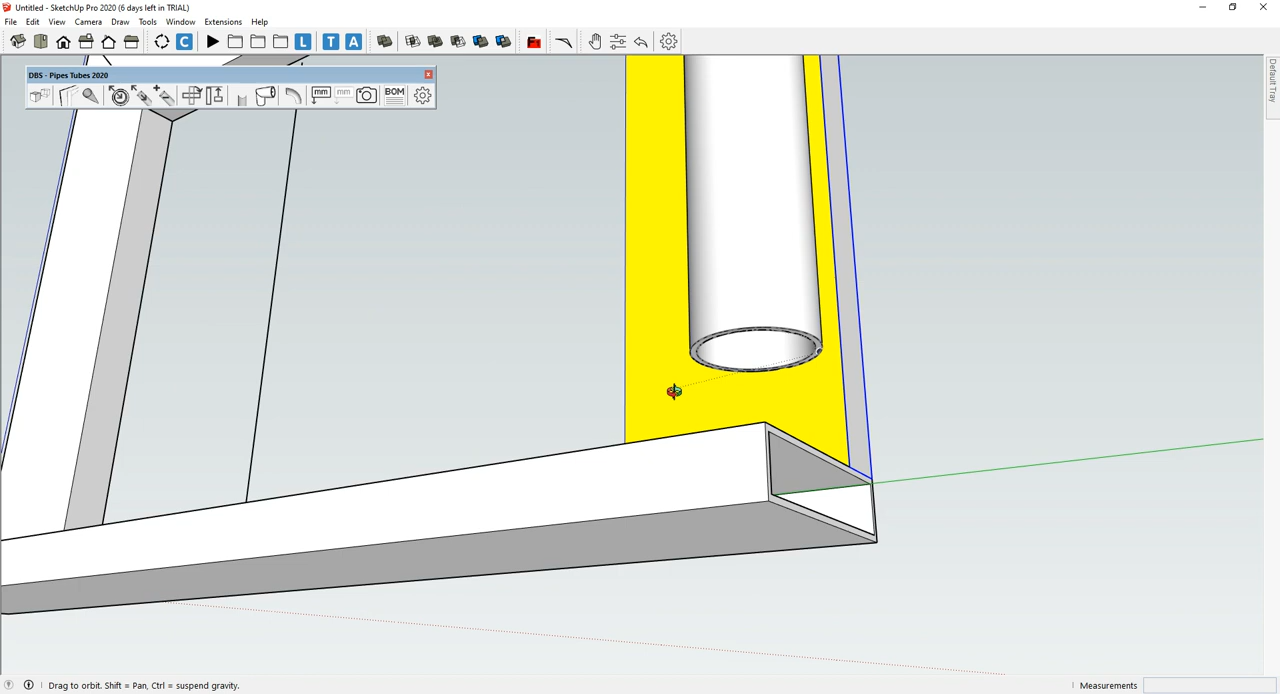 Untitled - SketchUp Pro 2020 (6 days left in TRIAL)
File Edit View Camera Draw Tools Window Extensions Help
C L T A
DBS - Pipes Tubes 2020
mm mm BOM
Default Tray
Drag to orbit. Shift = Pan, Ctrl = suspend gravity.
Measurements